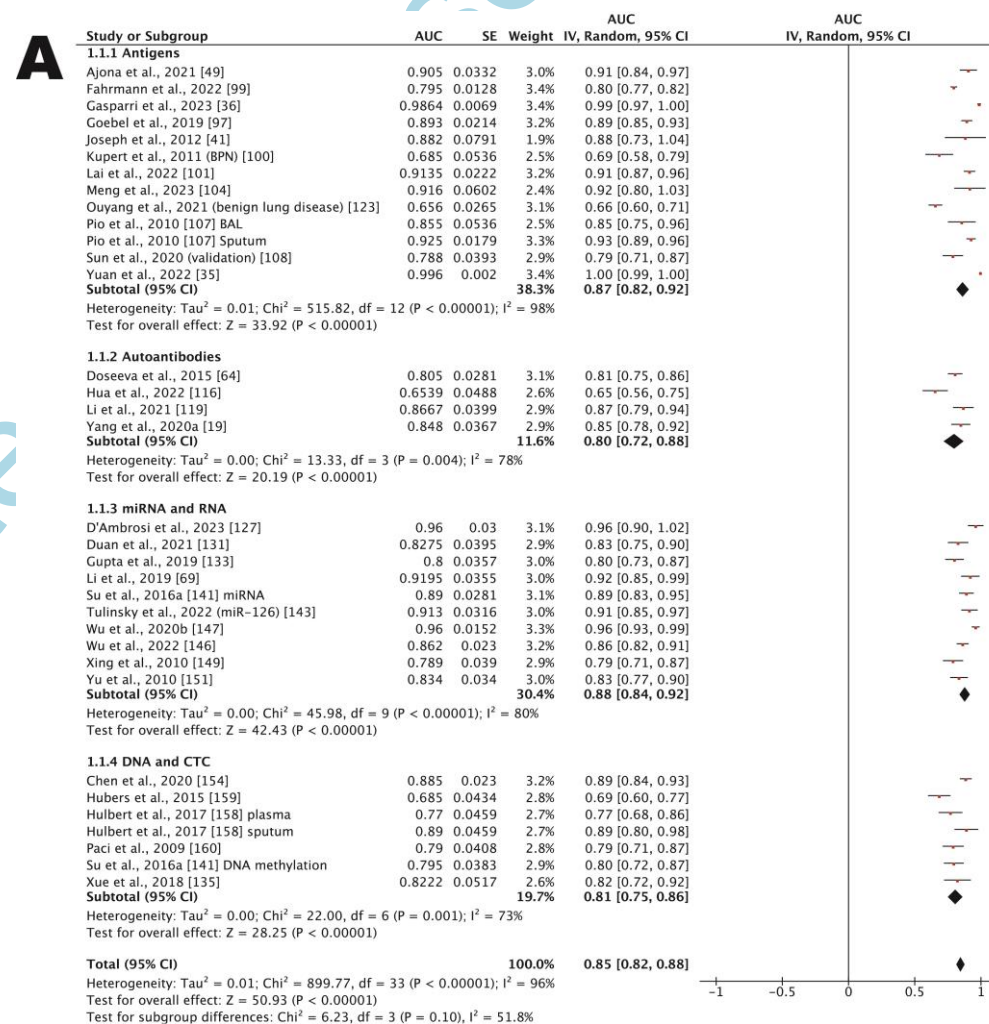 A
AUC AUC
Study or Subgroup AUC SE Weight IV, Random, 95% CI IV, Random, 95% CI
1.1.1 Antigens
Ajona et al., 2021 [49] 0.905 0.0332 3.0% 0.91 [0.84, 0.97]
Fahrmann et al., 2022 [99] 0.795 0.0128 3.4% 0.80 [0.77, 0.82]
Gasparri et al., 2023 [36] 0.9864 0.0069 3.4% 0.99 [0.97, 1.00]
Goebel et al., 2019 [97] 0.893 0.0214 3.2% 0.89 [0.85, 0.93]
Joseph et al., 2012 [41] 0.882 0.0791 1.9% 0.88 [0.73, 1.04]
Kupert et al., 2011 (BPN) [100] 0.685 0.0536 2.5% 0.69 [0.58, 0.79]
Lai et al., 2022 [101] 0.9135 0.0222 3.2% 0.91 [0.87, 0.96]
Meng et al., 2023 [104] 0.916 0.0602 2.4% 0.92 [0.80, 1.03]
Ouyang et al., 2021 (benign lung disease) [123] 0.656 0.0265 3.1% 0.66 [0.60, 0.71]
Pio et al., 2010 [107] BAL 0.855 0.0536 2.5% 0.85 [0.75, 0.96]
Pio et al., 2010 [107] Sputum 0.925 0.0179 3.3% 0.93 [0.89, 0.96]
Sun et al., 2020 (validation) [108] 0.788 0.0393 2.9% 0.79 [0.71, 0.87]
Yuan et al., 2022 [35] 0.996 0.002 3.4% 1.00 [0.99, 1.00]
Subtotal (95% CI) 38.3% 0.87 [0.82, 0.92]
Heterogeneity: Tau² = 0.01; Chi² = 515.82, df = 12 (P < 0.00001); I² = 98%
Test for overall effect: Z = 33.92 (P < 0.00001)
1.1.2 Autoantibodies
Doseeva et al., 2015 [64] 0.805 0.0281 3.1% 0.81 [0.75, 0.86]
Hua et al., 2022 [116] 0.6539 0.0488 2.6% 0.65 [0.56, 0.75]
Li et al., 2021 [119] 0.8667 0.0399 2.9% 0.87 [0.79, 0.94]
Yang et al., 2020a [19] 0.848 0.0367 2.9% 0.85 [0.78, 0.92]
Subtotal (95% CI) 11.6% 0.80 [0.72, 0.88]
Heterogeneity: Tau² = 0.00; Chi² = 13.33, df = 3 (P = 0.004); I² = 78%
Test for overall effect: Z = 20.19 (P < 0.00001)
1.1.3 miRNA and RNA
D'Ambrosi et al., 2023 [127] 0.96 0.03 3.1% 0.96 [0.90, 1.02]
Duan et al., 2021 [131] 0.8275 0.0395 2.9% 0.83 [0.75, 0.90]
Gupta et al., 2019 [133] 0.8 0.0357 3.0% 0.80 [0.73, 0.87]
Li et al., 2019 [69] 0.9195 0.0355 3.0% 0.92 [0.85, 0.99]
Su et al., 2016a [141] miRNA 0.89 0.0281 3.1% 0.89 [0.83, 0.95]
Tulinsky et al., 2022 (miR-126) [143] 0.913 0.0316 3.0% 0.91 [0.85, 0.97]
Wu et al., 2020b [147] 0.96 0.0152 3.3% 0.96 [0.93, 0.99]
Wu et al., 2022 [146] 0.862 0.023 3.2% 0.86 [0.82, 0.91]
Xing et al., 2010 [149] 0.789 0.039 2.9% 0.79 [0.71, 0.87]
Yu et al., 2010 [151] 0.834 0.034 3.0% 0.83 [0.77, 0.90]
Subtotal (95% CI) 30.4% 0.88 [0.84, 0.92]
Heterogeneity: Tau² = 0.00; Chi² = 45.98, df = 9 (P < 0.00001); I² = 80%
Test for overall effect: Z = 42.43 (P < 0.00001)
1.1.4 DNA and CTC
Chen et al., 2020 [154] 0.885 0.023 3.2% 0.89 [0.84, 0.93]
Hubers et al., 2015 [159] 0.685 0.0434 2.8% 0.69 [0.60, 0.77]
Hulbert et al., 2017 [158] plasma 0.77 0.0459 2.7% 0.77 [0.68, 0.86]
Hulbert et al., 2017 [158] sputum 0.89 0.0459 2.7% 0.89 [0.80, 0.98]
Paci et al., 2009 [160] 0.79 0.0408 2.8% 0.79 [0.71, 0.87]
Su et al., 2016a [141] DNA methylation 0.795 0.0383 2.9% 0.80 [0.72, 0.87]
Xue et al., 2018 [135] 0.8222 0.0517 2.6% 0.82 [0.72, 0.92]
Subtotal (95% CI) 19.7% 0.81 [0.75, 0.86]
Heterogeneity: Tau² = 0.00; Chi² = 22.00, df = 6 (P = 0.001); I² = 73%
Test for overall effect: Z = 28.25 (P < 0.00001)
Total (95% CI) 100.0% 0.85 [0.82, 0.88]
Heterogeneity: Tau² = 0.01; Chi² = 899.77, df = 33 (P < 0.00001); I² = 96%
Test for overall effect: Z = 50.93 (P < 0.00001)
Test for subgroup differences: Chi² = 6.23, df = 3 (P = 0.10), I² = 51.8%
-1 -0.5 0 0.5 1